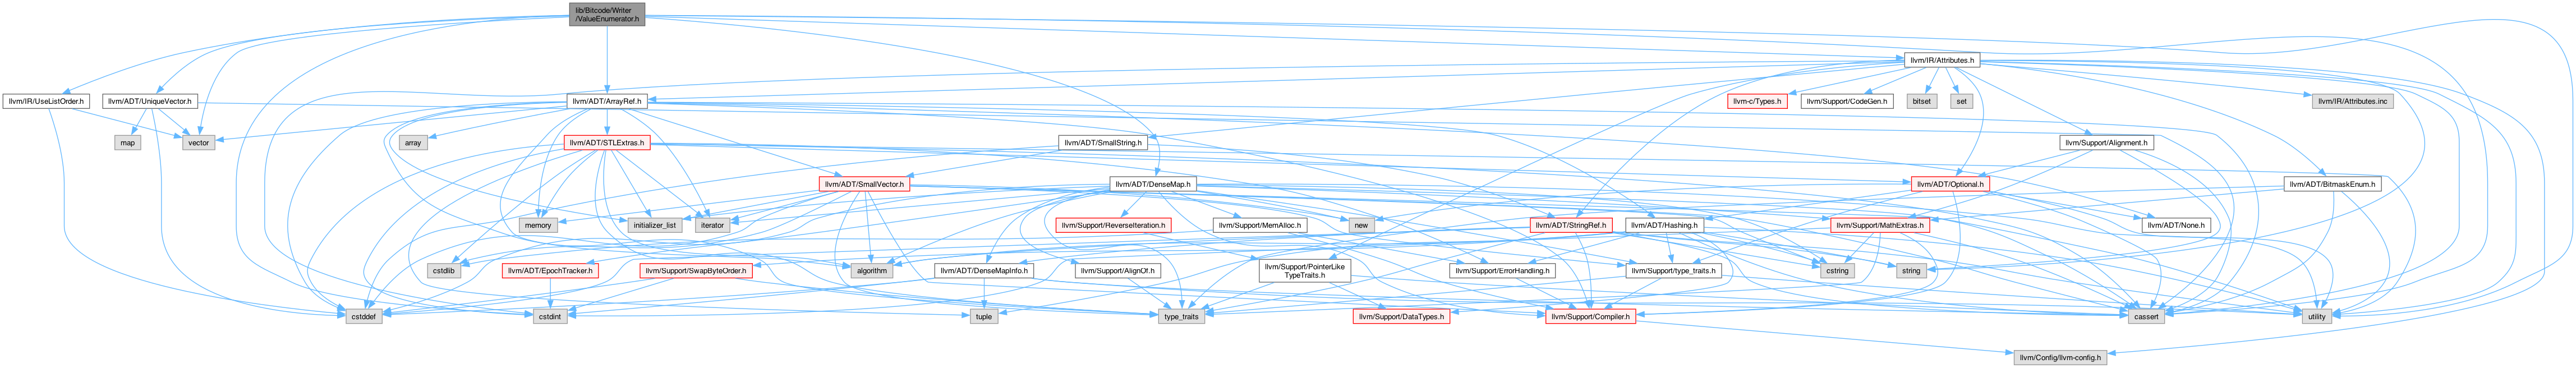 lib/Bitcode/Writer
/ValueEnumerator.h
llvm/IR/Attributes.h
llvm/IR/UseListOrder.h
llvm/ADT/UniqueVector.h
llvm/ADT/ArrayRef.h
llvm-c/Types.h
llvm/Support/CodeGen.h
bitset
set
llvm/IR/Attributes.inc
map
vector
array
llvm/ADT/STLExtras.h
llvm/ADT/SmallString.h
llvm/Support/Alignment.h
llvm/ADT/SmallVector.h
llvm/ADT/DenseMap.h
llvm/ADT/Optional.h
llvm/ADT/BitmaskEnum.h
memory
initializer_list
iterator
llvm/Support/ReverseIteration.h
llvm/Support/MemAlloc.h
new
llvm/ADT/StringRef.h
llvm/ADT/Hashing.h
llvm/Support/MathExtras.h
llvm/ADT/None.h
cstdlib
llvm/ADT/EpochTracker.h
llvm/Support/SwapByteOrder.h
algorithm
llvm/ADT/DenseMapInfo.h
llvm/Support/AlignOf.h
llvm/Support/PointerLike
TypeTraits.h
llvm/Support/ErrorHandling.h
llvm/Support/type_traits.h
cstring
string
cstddef
cstdint
tuple
type_traits
llvm/Support/DataTypes.h
llvm/Support/Compiler.h
cassert
utility
llvm/Config/llvm-config.h